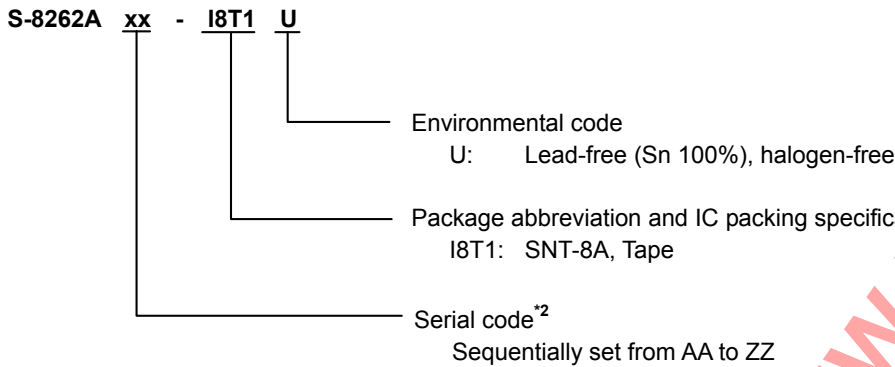 S-8262A xx - I8T1 U
Environmental code
U: Lead-free (Sn 100%), halogen-free
Package abbreviation and IC packing
I8T1: SNT-8A, Tape
Serial code*2
Sequentially set from AA to ZZ